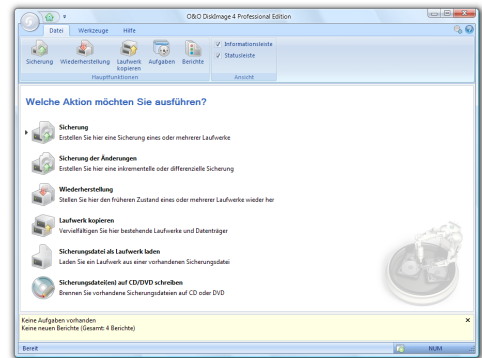 O&O DiskImage 4 Professional Edition
Datei Werkzeuge Hilfe
Sicherung Wiederherstellung Laufwerk kopieren Aufgaben Berichte
Informationsleiste
Statusleiste
Hauptfunktionen Ansicht
Welche Aktion möchten Sie ausführen?
Sicherung
Erstellen Sie hier eine Sicherung eines oder mehrerer Laufwerke
Sicherung der Änderungen
Erstellen Sie hier eine inkrementelle oder differenzielle Sicherung
Wiederherstellung
Stellen Sie hier den früheren Zustand eines oder mehrerer Laufwerke wieder her
Laufwerk kopieren
Vervielfältigen Sie hier bestehende Laufwerke und Datenträger
Sicherungsdatei als Laufwerk laden
Laden Sie ein Laufwerk aus einer vorhandenen Sicherungsdatei
Sicherungsdatei(en) auf CD/DVD schreiben
Brennen Sie vorhandene Sicherungsdateien auf CD oder DVD
Keine Aufgaben vorhanden
Keine neuen Berichte (Gesamt: 4 Berichte)
Bereit NUM